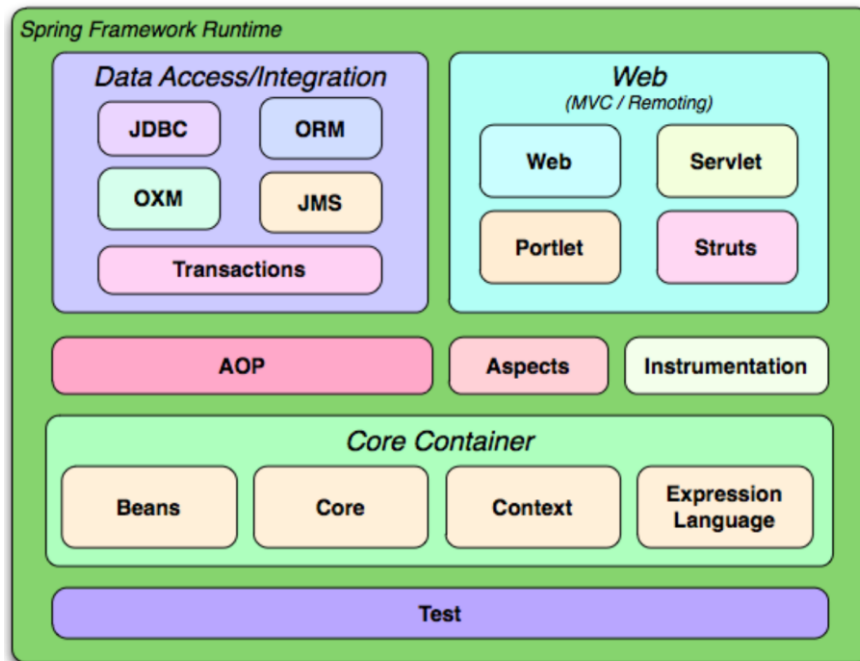 Spring Framework Runtime
Data Access/Integration
JDBC
ORM
OXM
JMS
Transactions
Web
(MVC / Remoting)
Web
Servlet
Portlet
Struts
AOP
Aspects
Instrumentation
Core Container
Beans
Core
Context
Expression
Language
Test